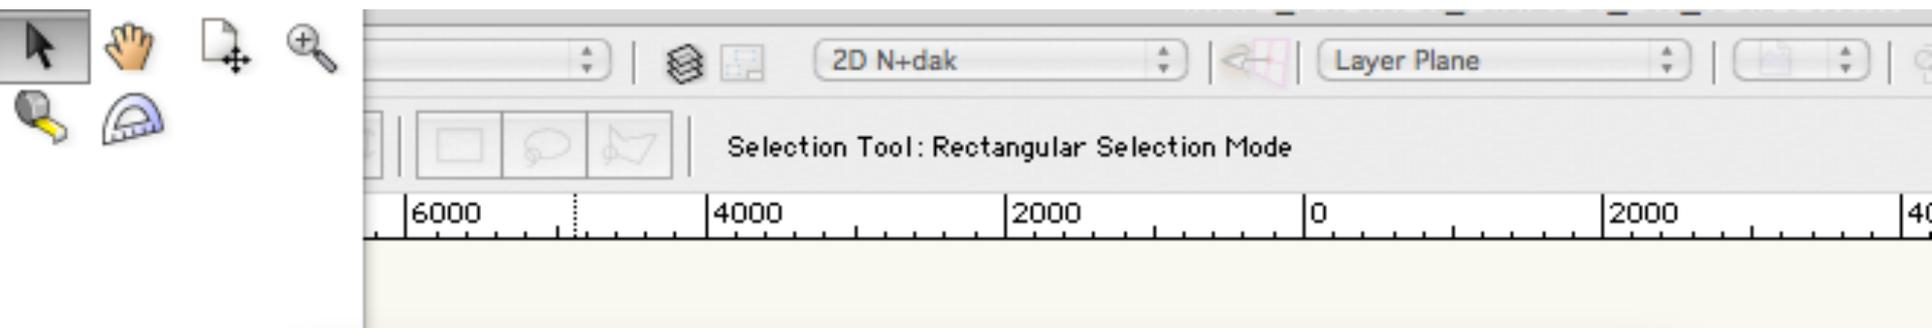 2D N+dak Layer Plane
Selection Tool: Rectangular Selection Mode
6000 4000 2000 0 2000